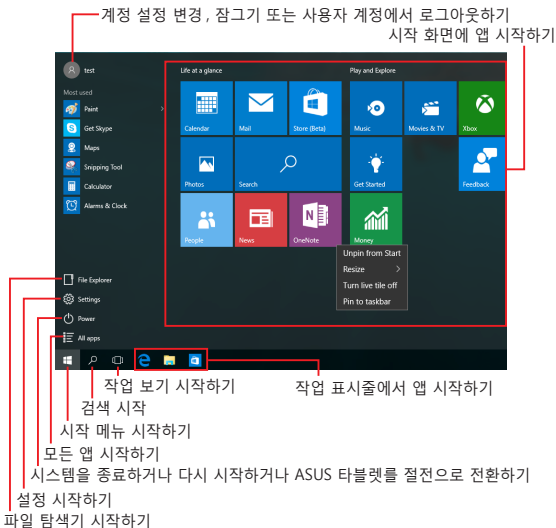 계정 설정 변경, 잠그기 또는 사용자 계정에서 로그아웃하기
시작 화면에 앱 시작하기
test
Life at a glance
Play and Explore
Most used
Paint
Get Skype
Maps
Snipping Tool
Calculator
Alarms & Clock
Calendar
Mail
Store (Beta)
Music
Movies & TV
Xbox
Photos
Search
Get Started
Feedback
People
News
OneNote
Money
Unpin from Start
Resize
Turn live tile off
Pin to taskbar
File Explorer
Settings
Power
All apps
작업 보기 시작하기
작업 표시줄에서 앱 시작하기
검색 시작
시작 메뉴 시작하기
모든 앱 시작하기
시스템을 종료하거나 다시 시작하거나 ASUS 타블렛를 절전으로 전환하기
설정 시작하기
파일 탐색기 시작하기